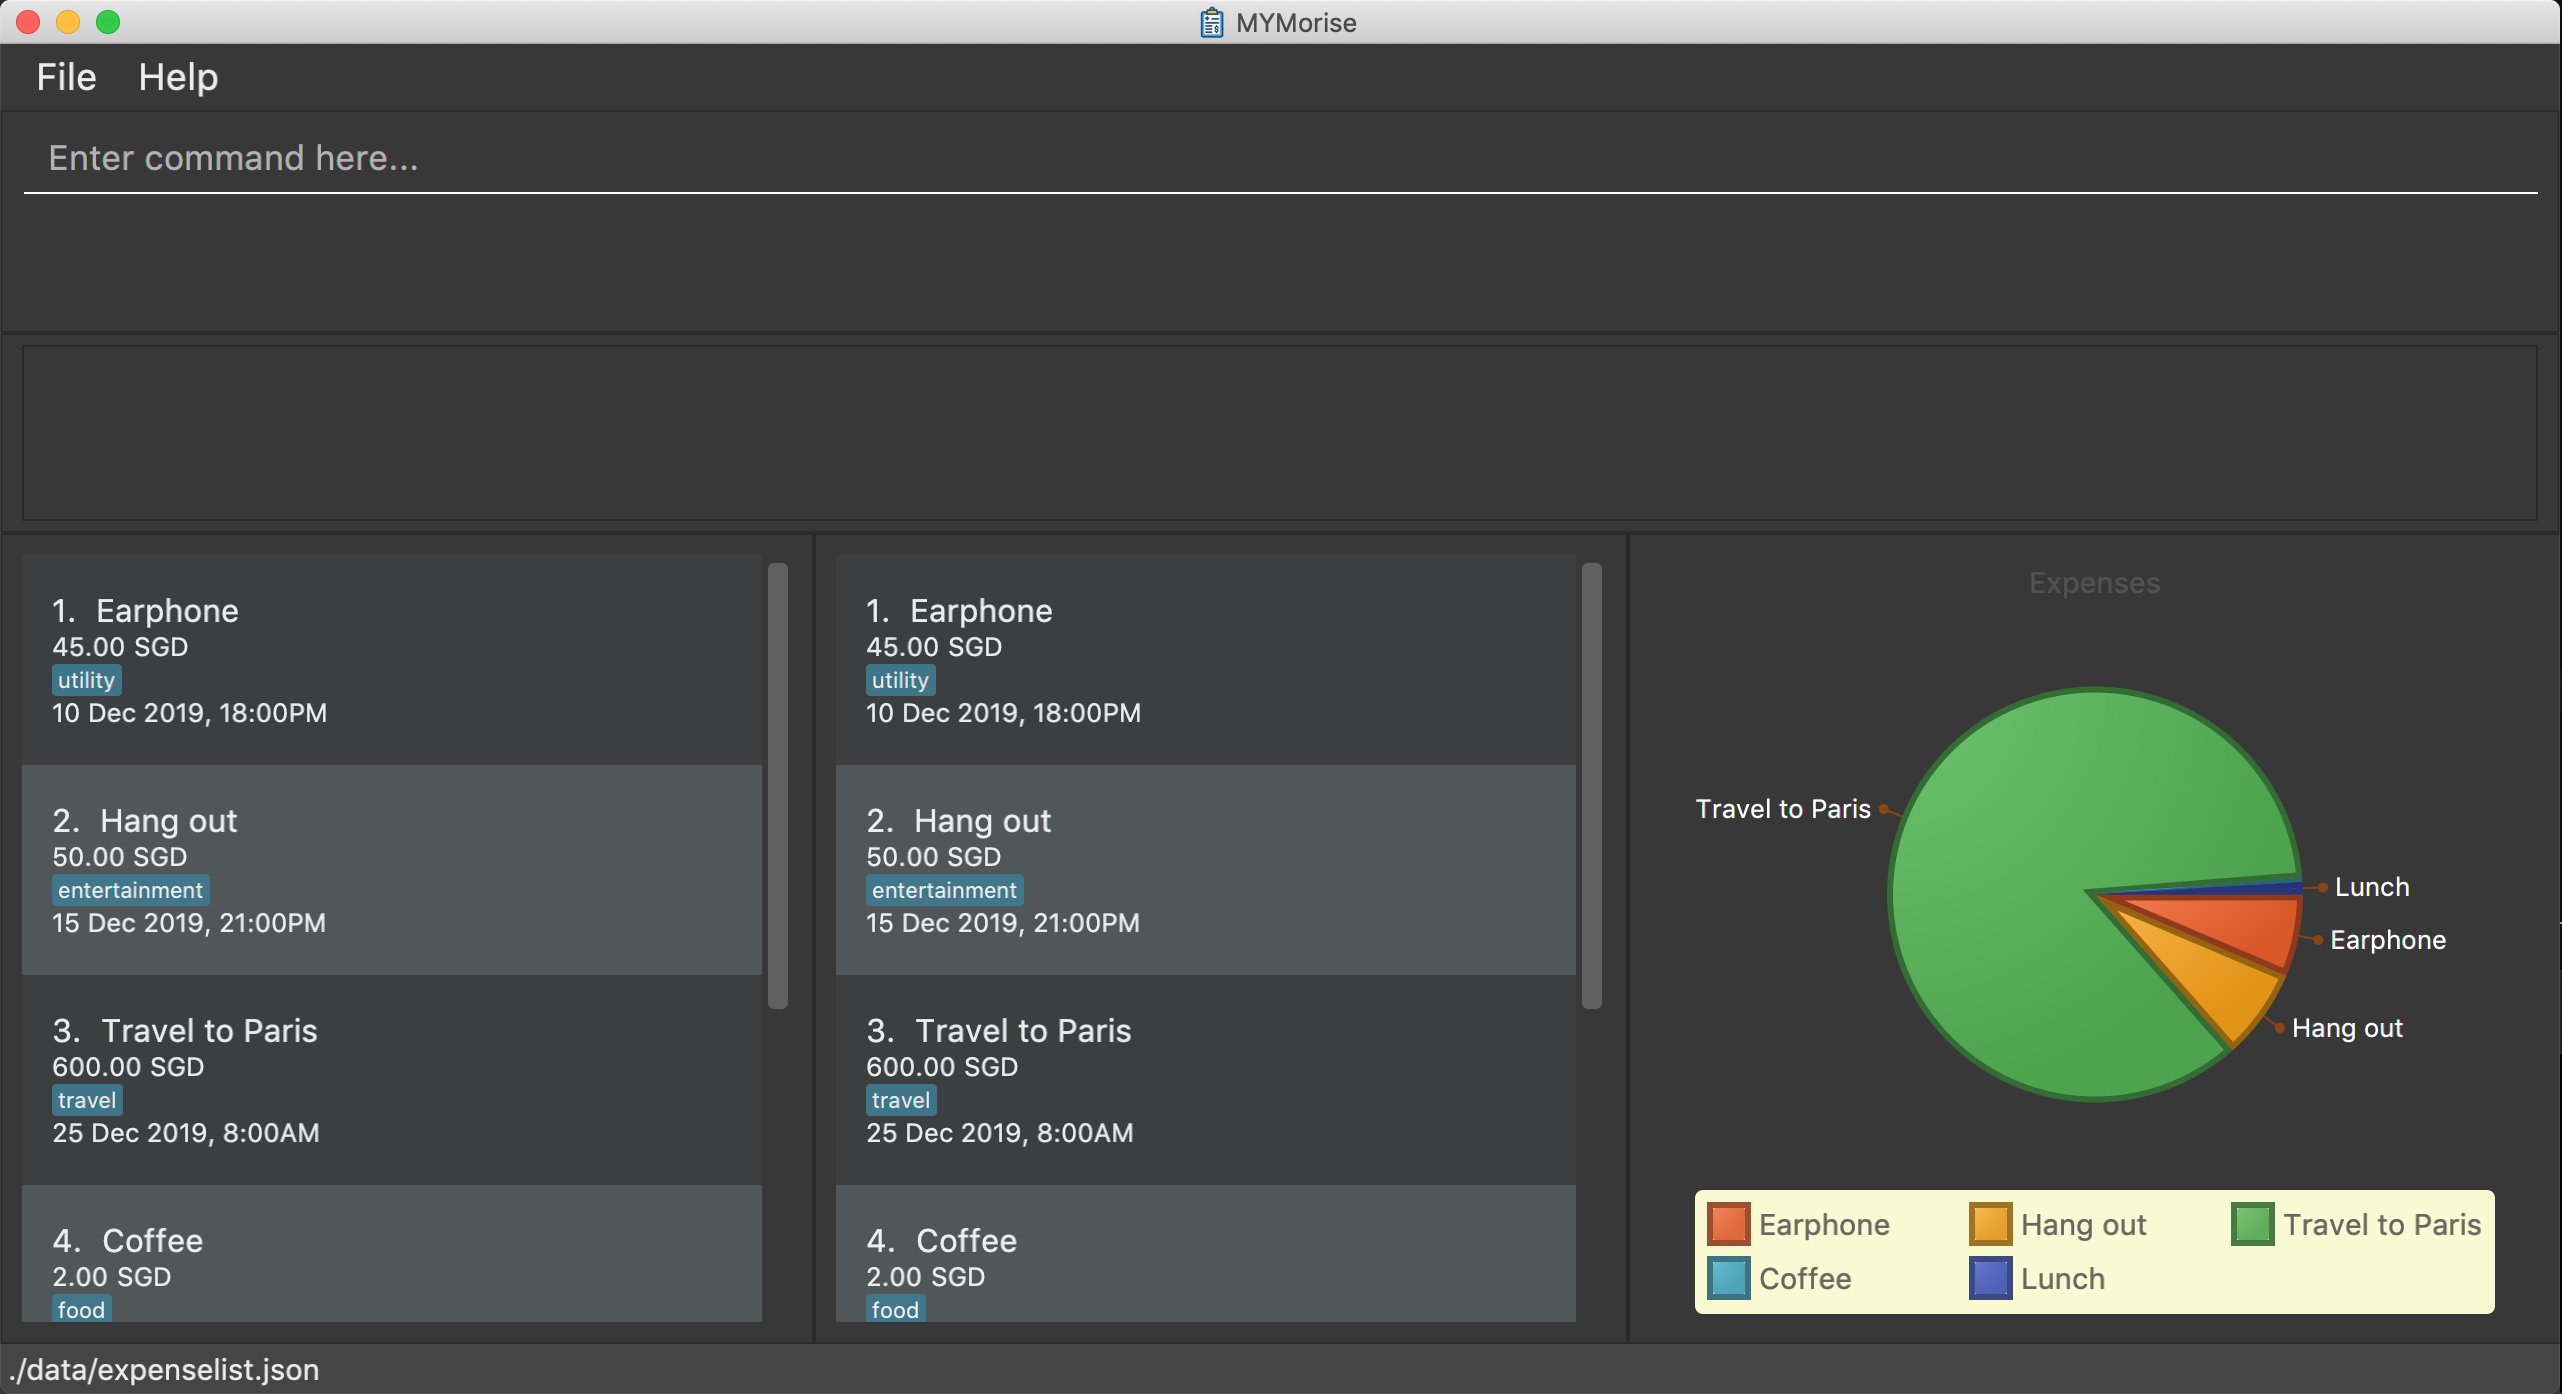 MYMorise
File Help
Enter command here...
1. Earphone
45.00 SGD
utility
10 Dec 2019, 18:00PM
2. Hang out
50.00 SGD
entertainment
15 Dec 2019, 21:00PM
3. Travel to Paris
600.00 SGD
travel
25 Dec 2019, 8:00AM
4. Coffee
2.00 SGD
food
1. Earphone
45.00 SGD
utility
10 Dec 2019, 18:00PM
2. Hang out
50.00 SGD
entertainment
15 Dec 2019, 21:00PM
3. Travel to Paris
600.00 SGD
travel
25 Dec 2019, 8:00AM
4. Coffee
2.00 SGD
food
Expenses
Travel to Paris
Lunch
Earphone
Hang out
Earphone Hang out Travel to Paris
Coffee Lunch
./data/expenselist.json